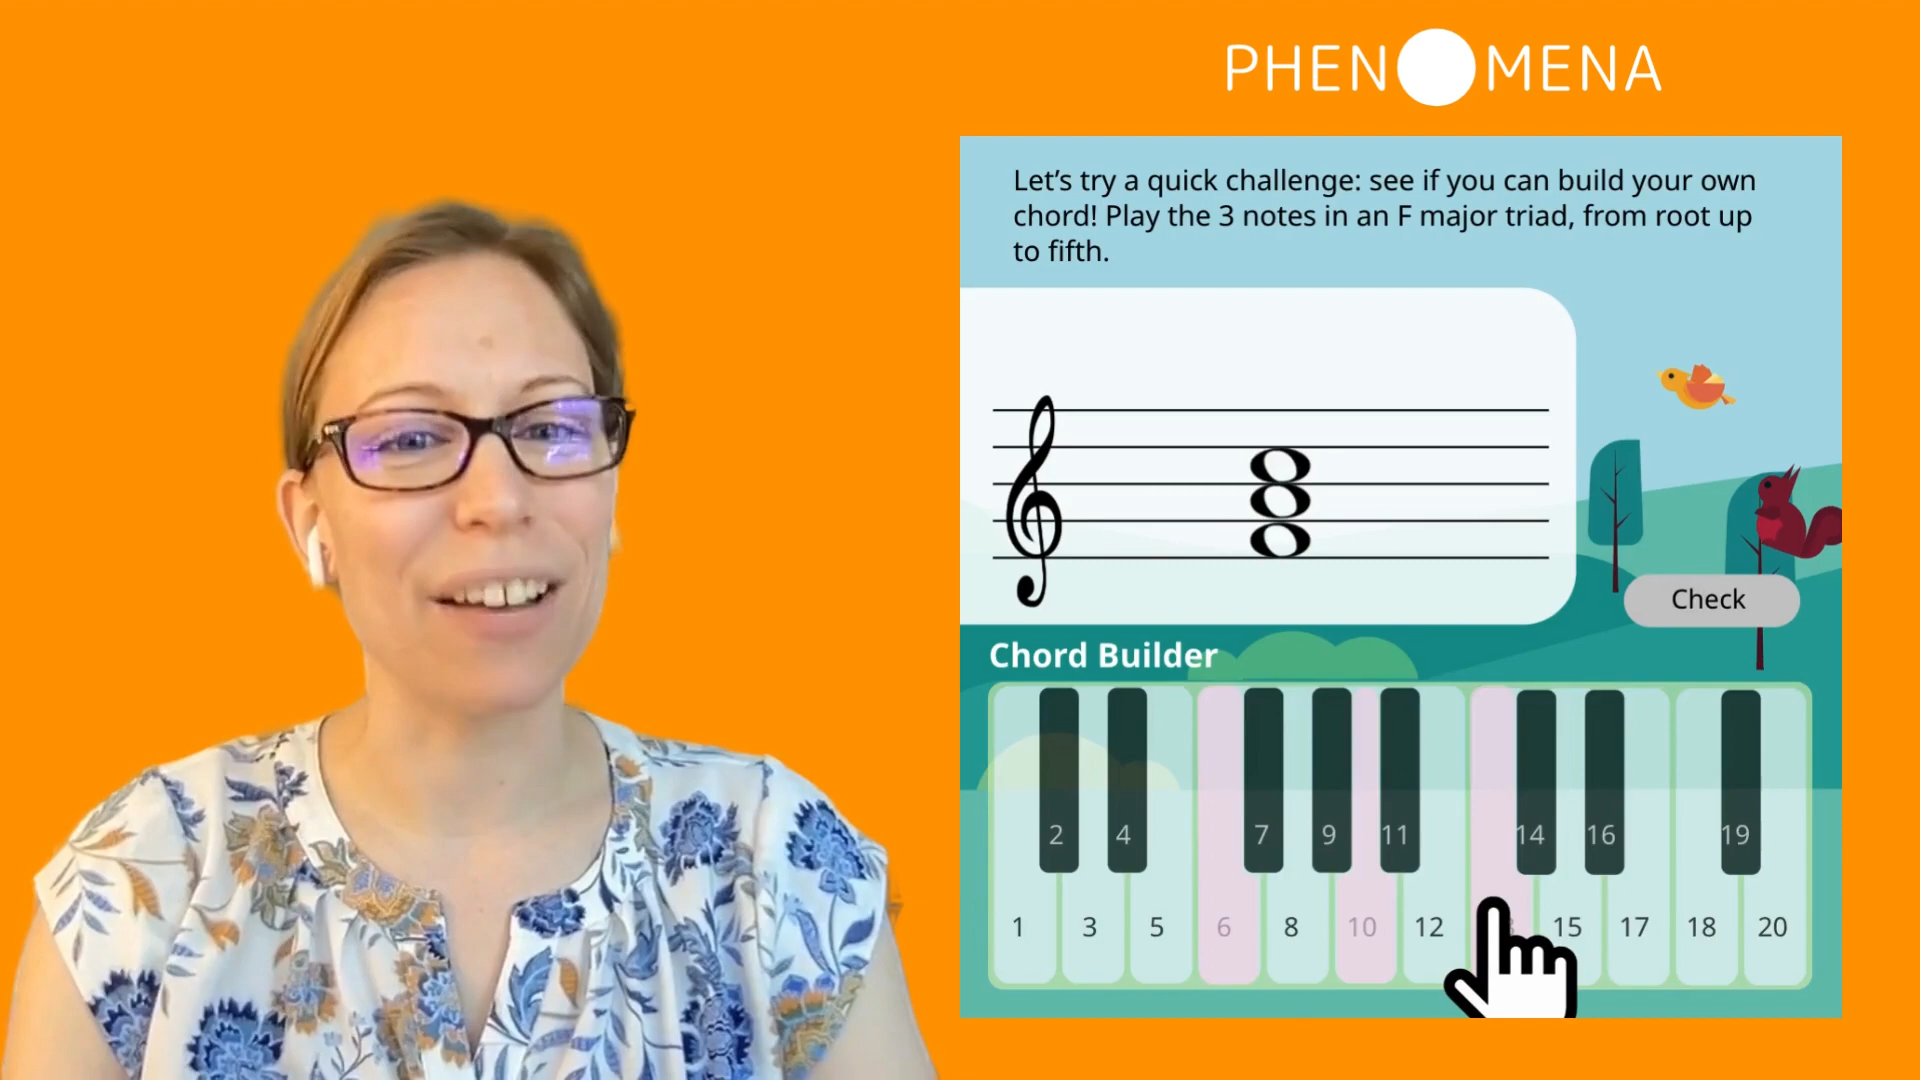 PHENOMENA
Let’s try a quick challenge: see if you can build your own
chord! Play the 3 notes in an F major triad, from root up
to fifth.
Check
Chord Builder
2 4 7 9 11 14 16 19
1 3 5 6 8 10 12 15 17 18 20